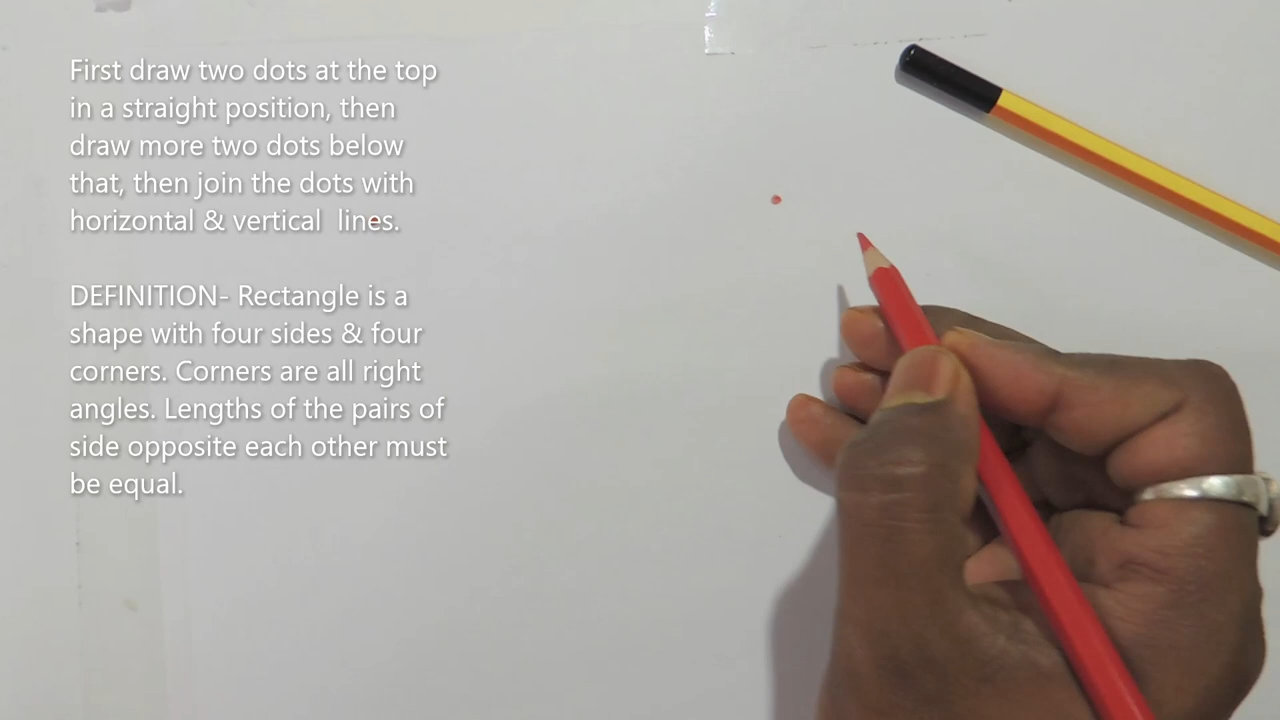 First draw two dots at the top
in a straight position, then
draw more two dots below
that, then join the dots with
horizontal & vertical  lines.
DEFINITION- Rectangle is a
shape with four sides & four
corners. Corners are all right
angles. Lengths of the pairs of
side opposite each other must
be equal.